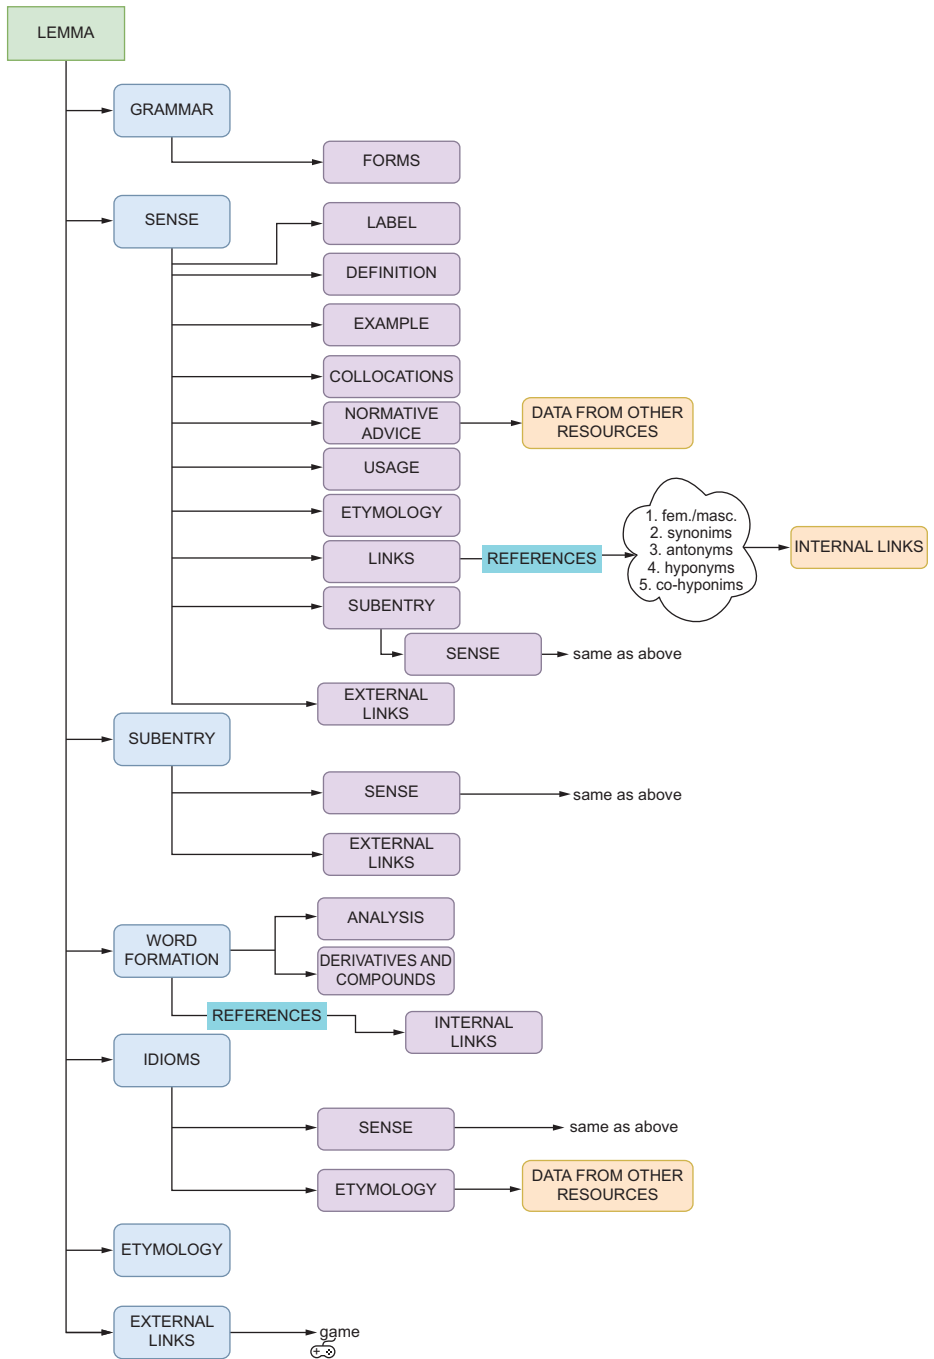 LEMMA
GRAMMAR
FORMS
SENSE
LABEL
DEFINITION
EXAMPLE
COLLOCATIONS
NORMATIVE
ADVICE
DATA FROM OTHER
RESOURCES
USAGE
ETYMOLOGY
LINKS
REFERENCES
1. fem./masc.
2. synonims
3. antonyms
4. hyponyms
5. co-hyponims
INTERNAL LINKS
SUBENTRY
SENSE
same as above
EXTERNAL
LINKS
SUBENTRY
SENSE
same as above
EXTERNAL
LINKS
WORD
FORMATION
ANALYSIS
DERIVATIVES AND
COMPOUNDS
REFERENCES
INTERNAL
LINKS
IDIOMS
SENSE
same as above
ETYMOLOGY
DATA FROM OTHER
RESOURCES
ETYMOLOGY
EXTERNAL
LINKS
game